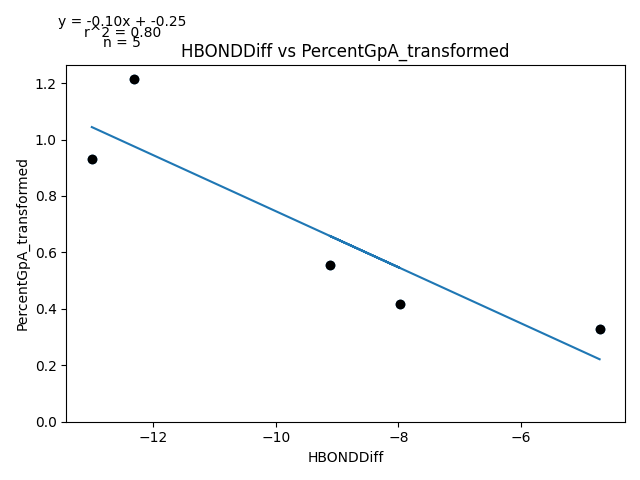 y = -0.10x + -0.25
r^2 = 0.80
n = 5
HBONDDiff vs PercentGpA_transformed
PercentGpA_transformed
1.2
1.0
0.8
0.6
0.4
0.2
0.0
−12
−10
−8
−6
HBONDDiff